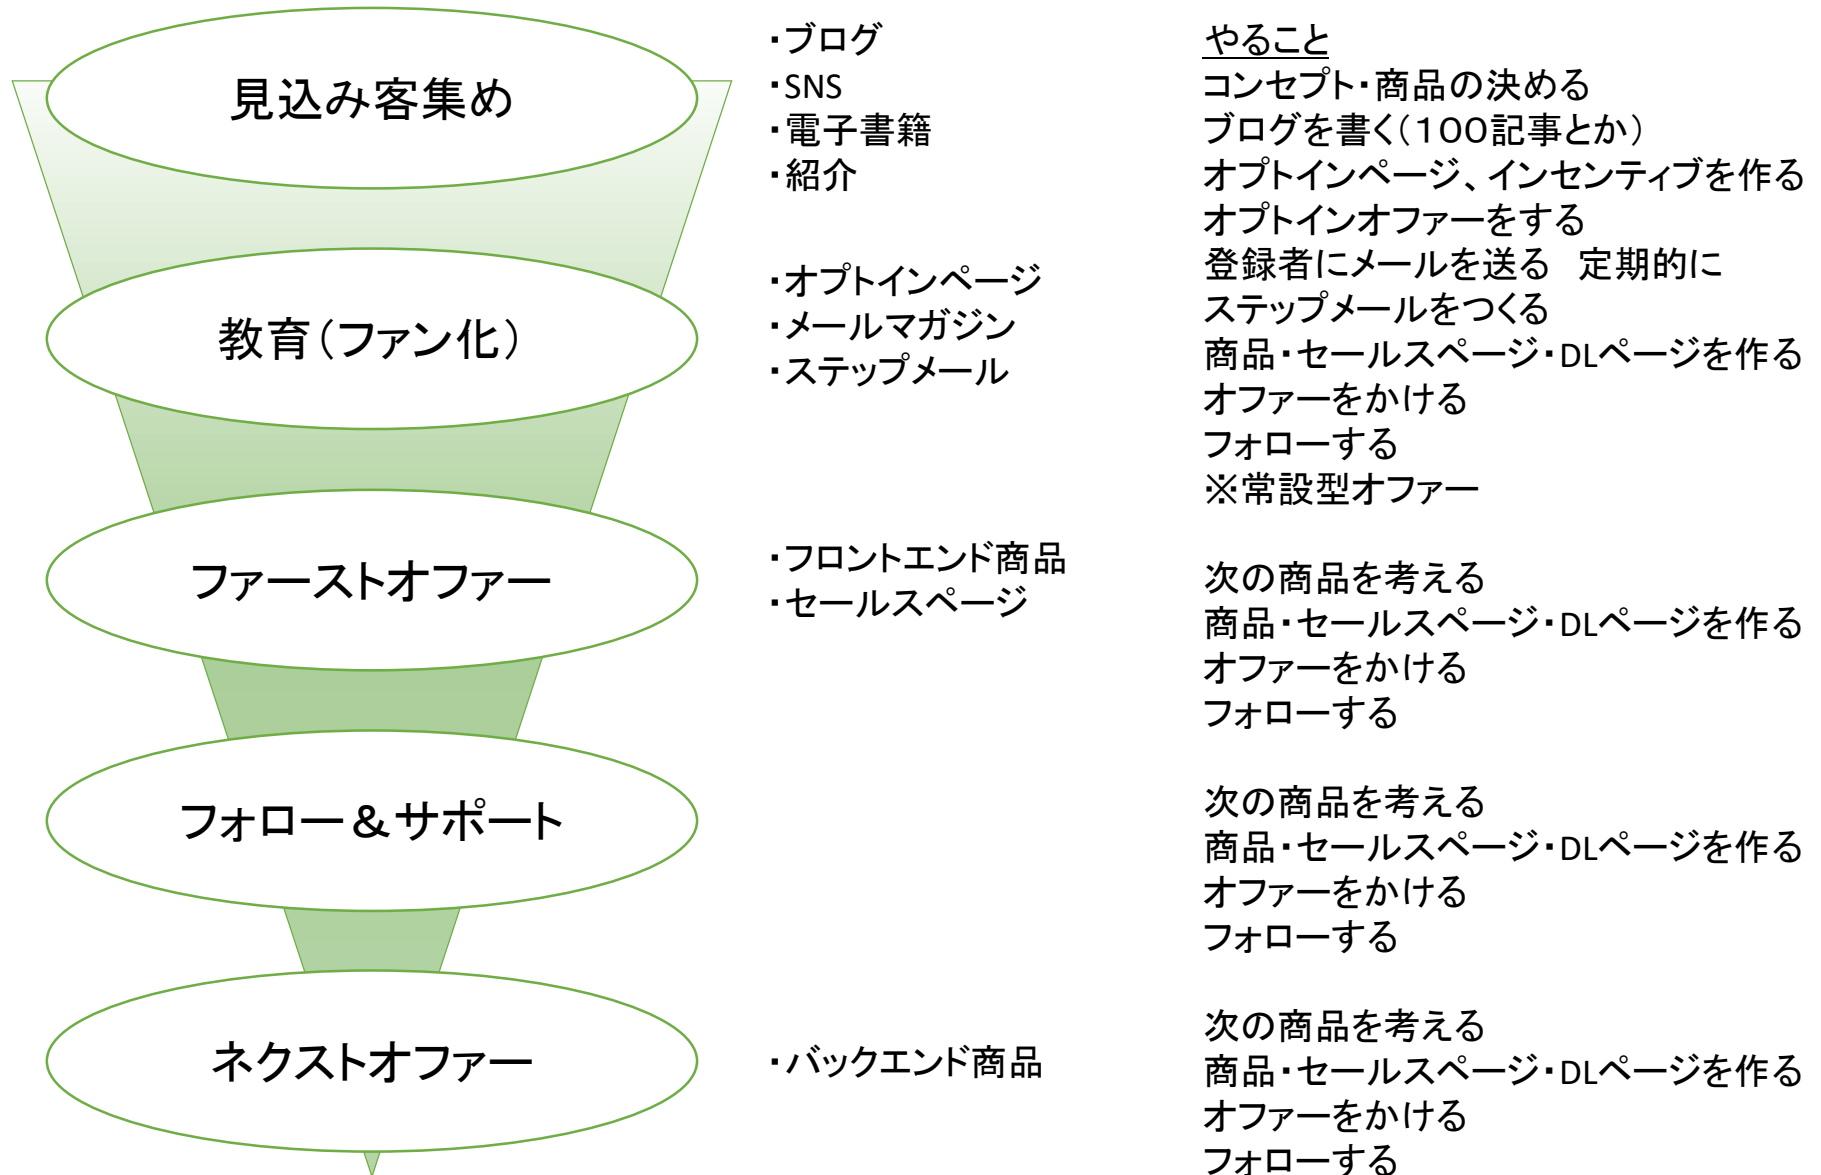 見込み客集め
・ブログ
・SNS
・電子書籍
・紹介
教育（ファン化）
・オプトインページ
・メールマガジン
・ステップメール
ファーストオファー
・フロントエンド商品
・セールスページ
フォロー＆サポート
ネクストオファー
・バックエンド商品
やること
コンセプト・商品の決める
ブログを書く（１００記事とか）
オプトインページ、インセンティブを作る
オプトインオファーをする
登録者にメールを送る　定期的に
ステップメールをつくる
商品・セールスページ・DLページを作る
オファーをかける
フォローする
※常設型オファー
次の商品を考える
商品・セールスページ・DLページを作る
オファーをかける
フォローする
次の商品を考える
商品・セールスページ・DLページを作る
オファーをかける
フォローする
次の商品を考える
商品・セールスページ・DLページを作る
オファーをかける
フォローする